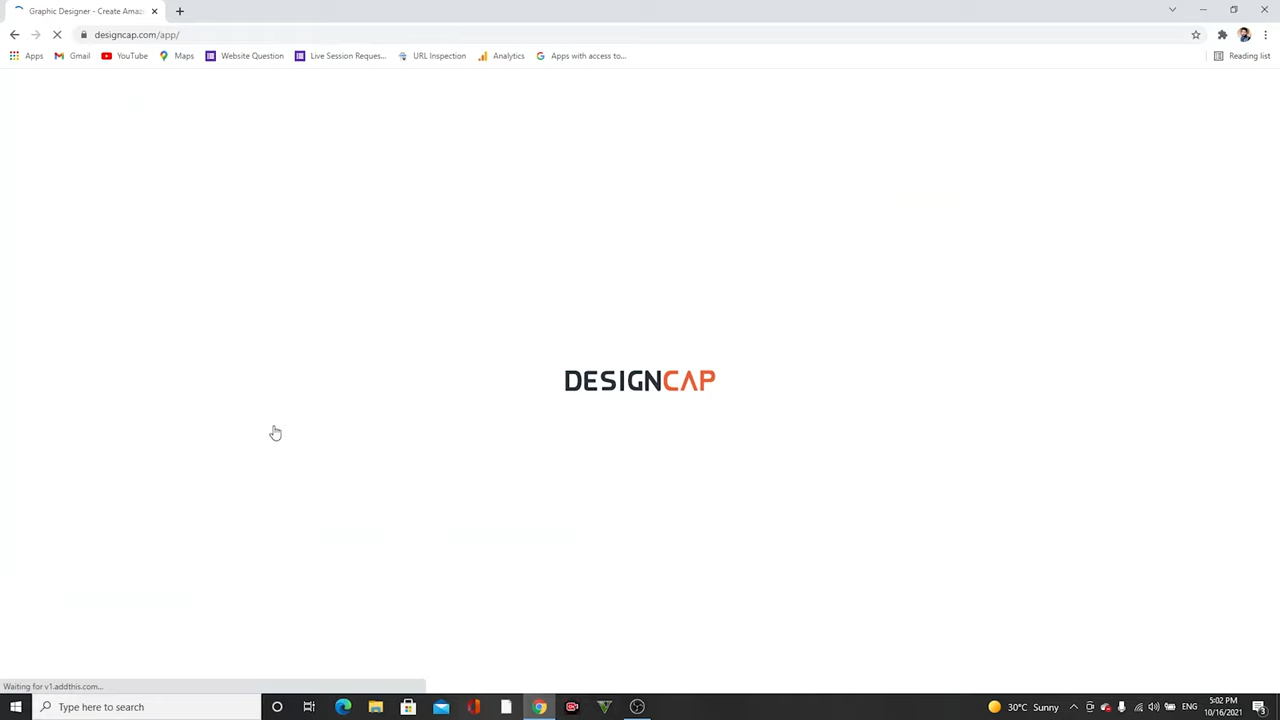 Graphic Designer - Create Amazi
designcap.com/app/
Apps Gmail YouTube Maps Website Question Live Session Reques... URL Inspection Analytics Apps with access to... Reading list
DESIGNCAP
Waiting for v1.addthis.com...
Type here to search
30°C Sunny
ENG
5:02 PM
10/16/2021